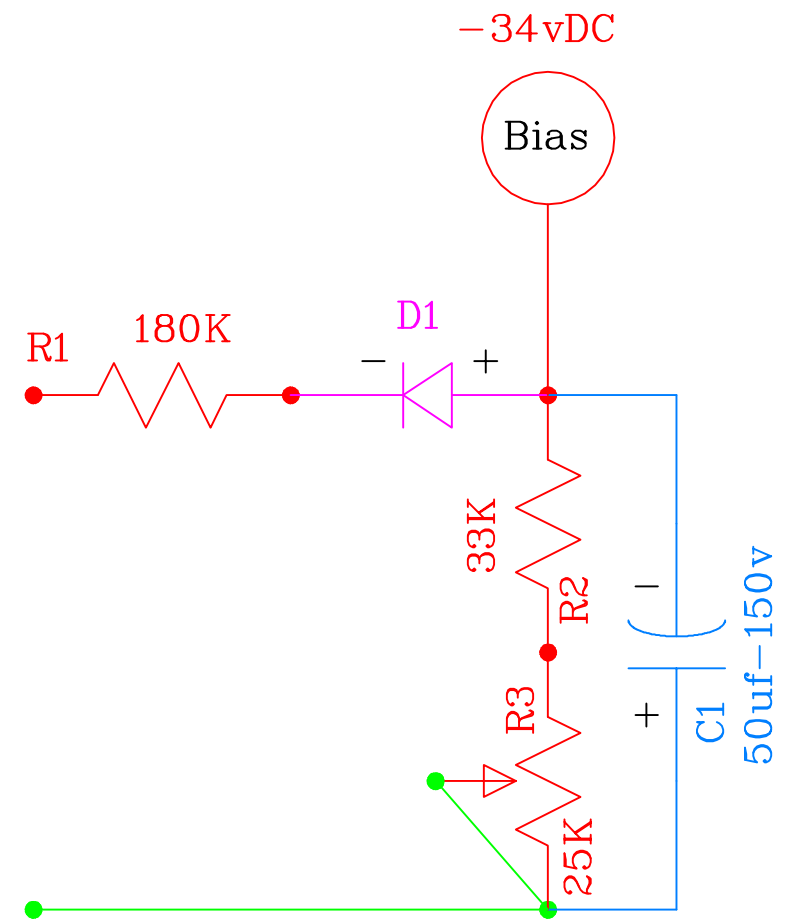 -34vDC
Bias
D1
180K
R1
- +
33K
R2
-
50uf-150v
R3
C1
+
25K